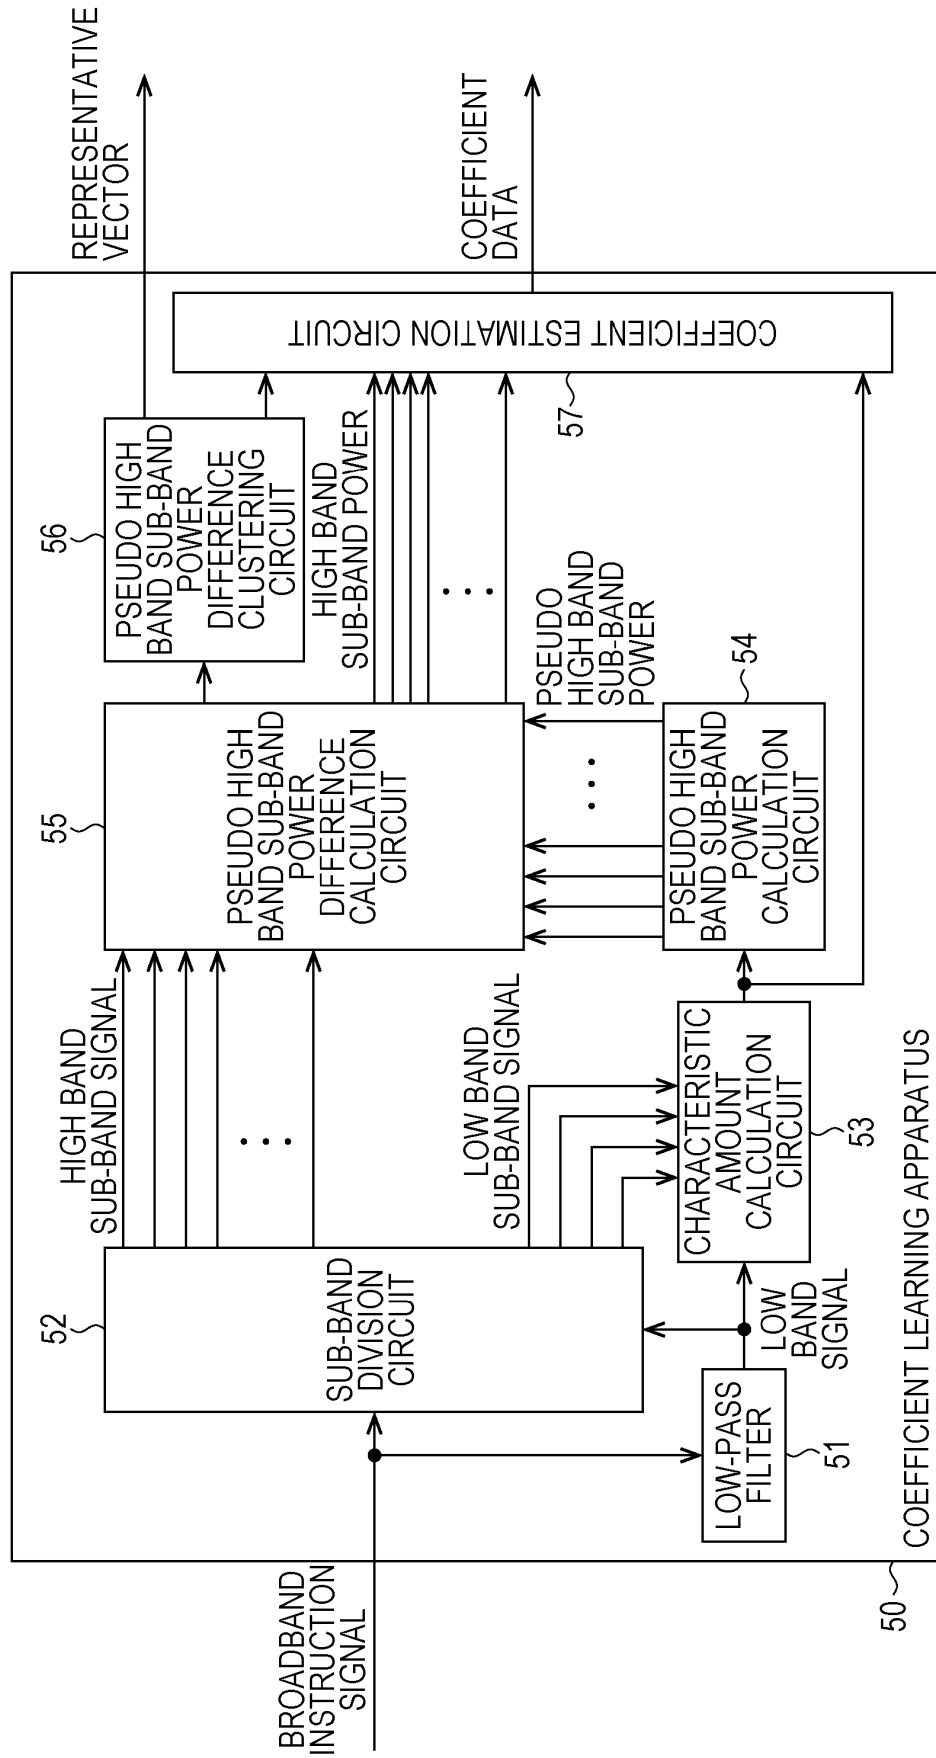 BROADBAND
INSTRUCTION
SIGNAL
50
COEFFICIENT LEARNING APPARATUS
LOW-PASS
FILTER
51
LOW
BAND
SIGNAL
52
SUB-BAND
DIVISION
CIRCUIT
HIGH BAND
SUB-BAND SIGNAL
LOW BAND
SUB-BAND SIGNAL
CHARACTERISTIC
AMOUNT
CALCULATION
CIRCUIT
53
55
PSEUDO HIGH
BAND SUB-BAND
POWER
DIFFERENCE
CALCULATION
CIRCUIT
PSEUDO
HIGH BAND
SUB-BAND
POWER
54
PSEUDO HIGH
BAND SUB-BAND
POWER
CALCULATION
CIRCUIT
56
PSEUDO HIGH
BAND SUB-BAND
POWER
DIFFERENCE
CLUSTERING
CIRCUIT
HIGH BAND
SUB-BAND POWER
57
COEFFICIENT ESTIMATION CIRCUIT
REPRESENTATIVE
VECTOR
COEFFICIENT
DATA